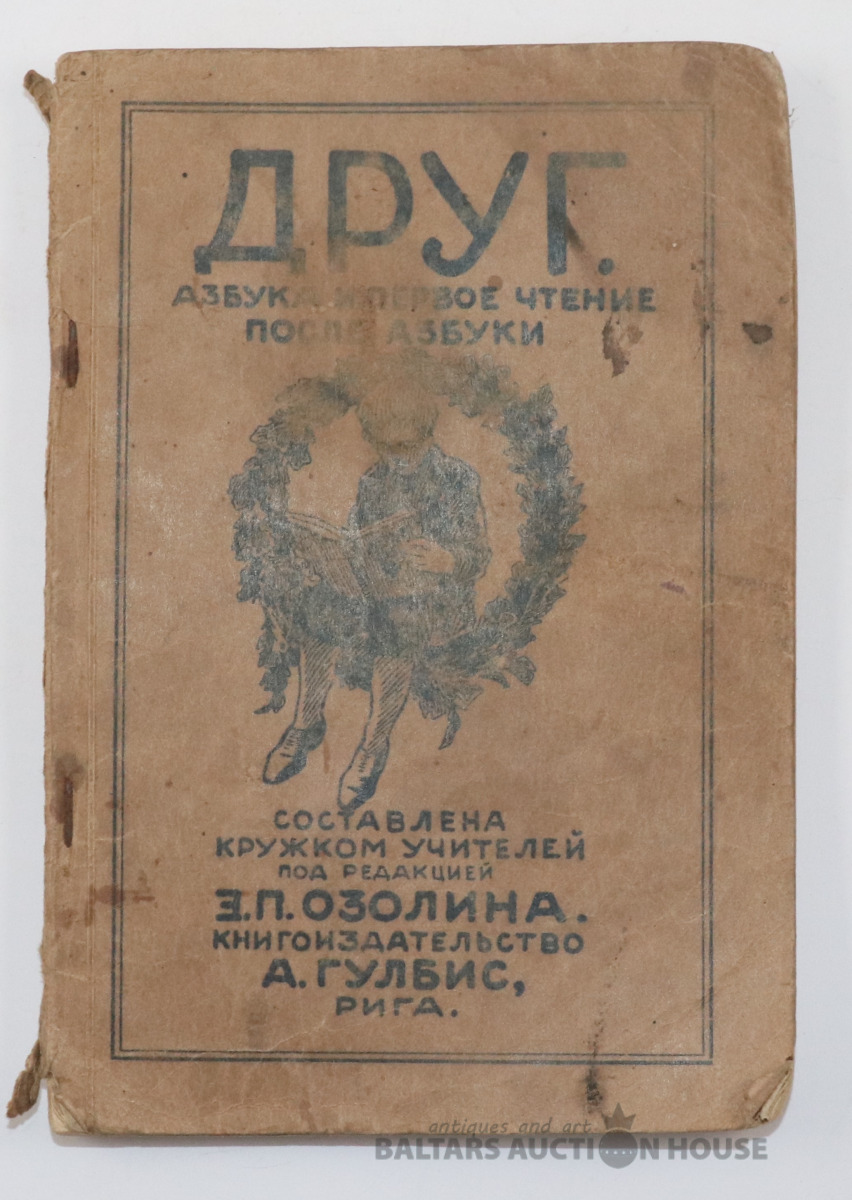 ДРУГ.
АЗБУКА И ПЕРВОЕ ЧТЕНИЕ
ПОСЛЕ АЗБУКИ
СОСТАВЛЕНА
КРУЖКОМ УЧИТЕЛЕЙ
ПОД РЕДАКЦИЕЙ
Э.П. ОЗОЛИНА.
КНИГОИЗДАТЕЛЬСТВО
А. ГУЛБИС,
РИГА.
antiques and art
BALTARS AUCTION HOUSE